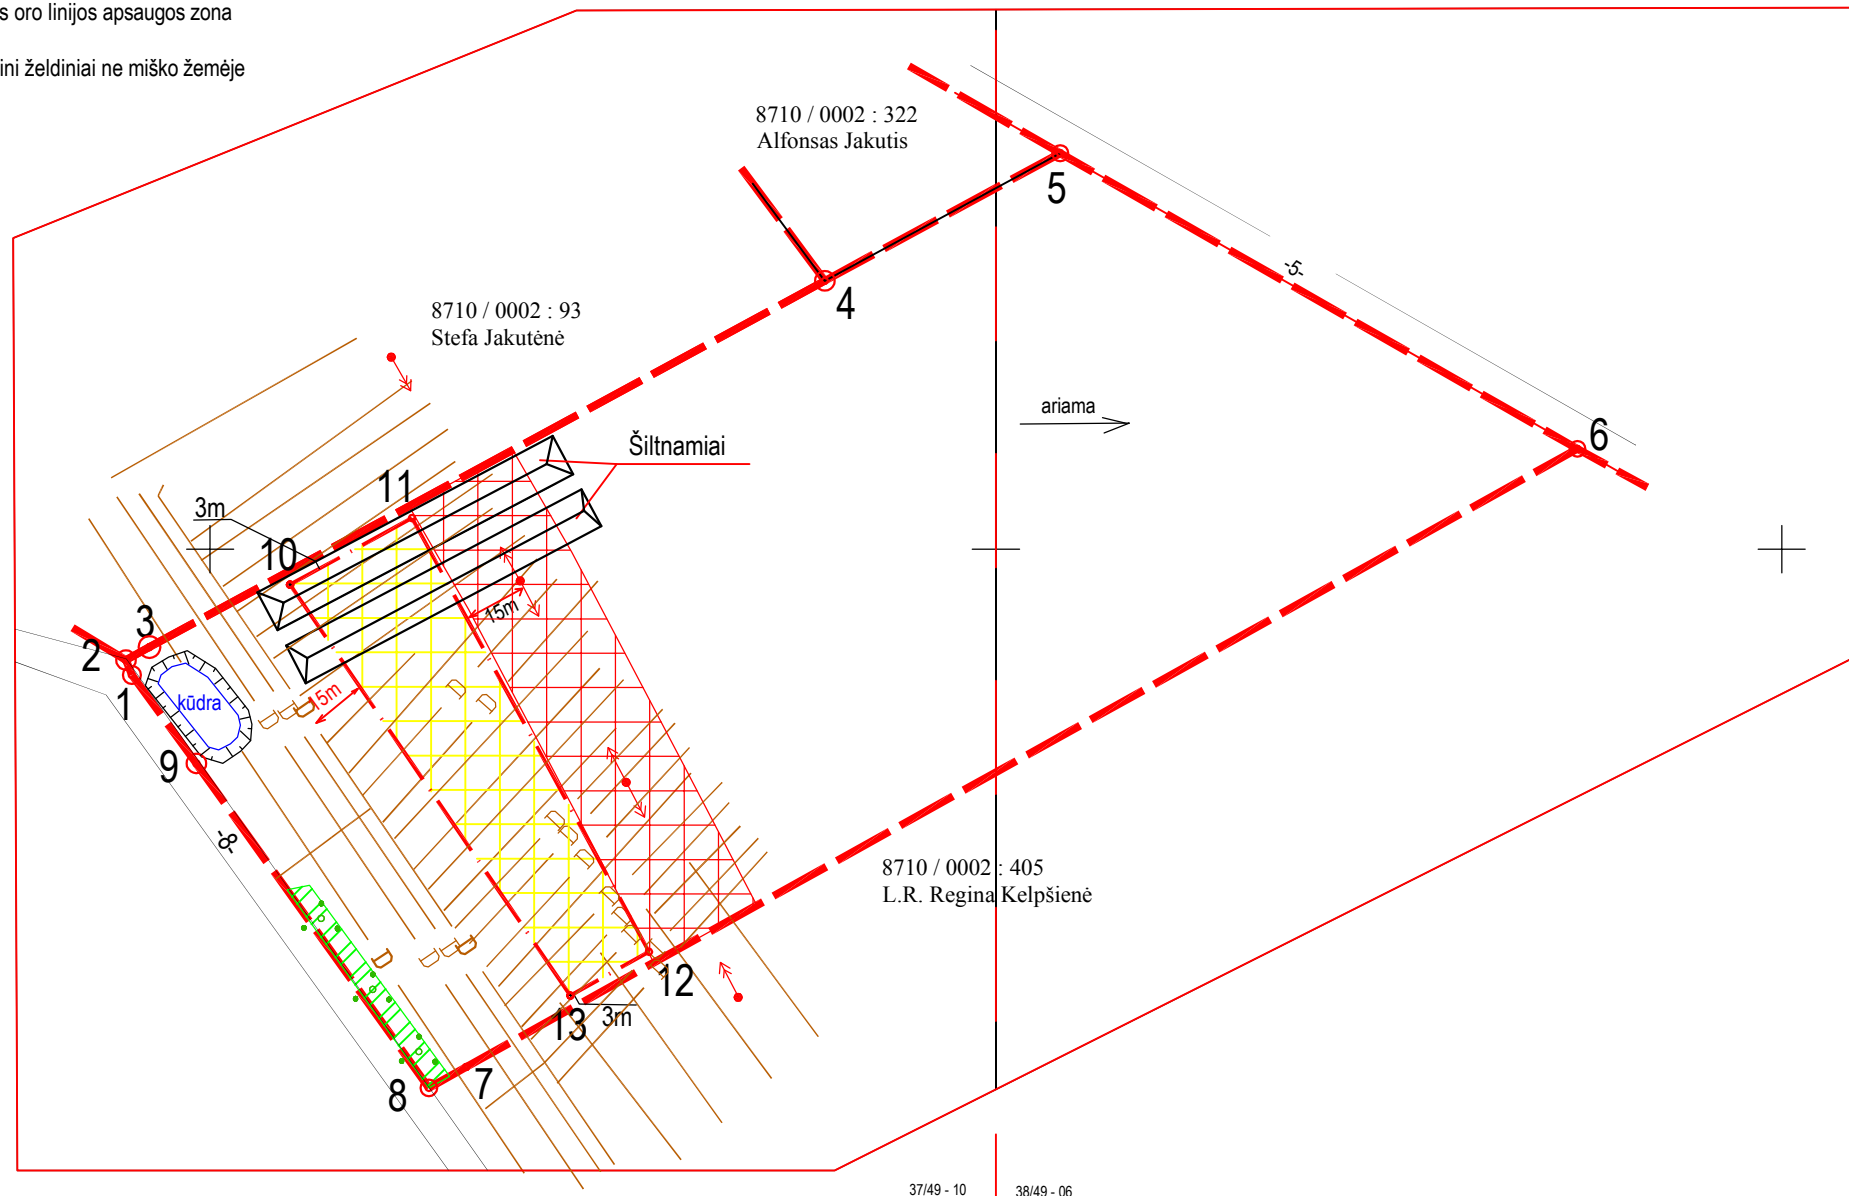 s oro linijos apsaugos zona
ini želdiniai ne miško žemėje
8710 / 0002 : 322
Alfonsas Jakutis
5
-5-
4
8710 / 0002 : 93
Stefa Jakutėnė
ariama
6
Šiltnamiai
11
3m
10
15m
3
2
1
15m
kūdra
9
-8-
8710 / 0002 : 405
L.R. Regina Kelpšienė
12
13
3m
7
8
37/49 - 10
38/49 - 06